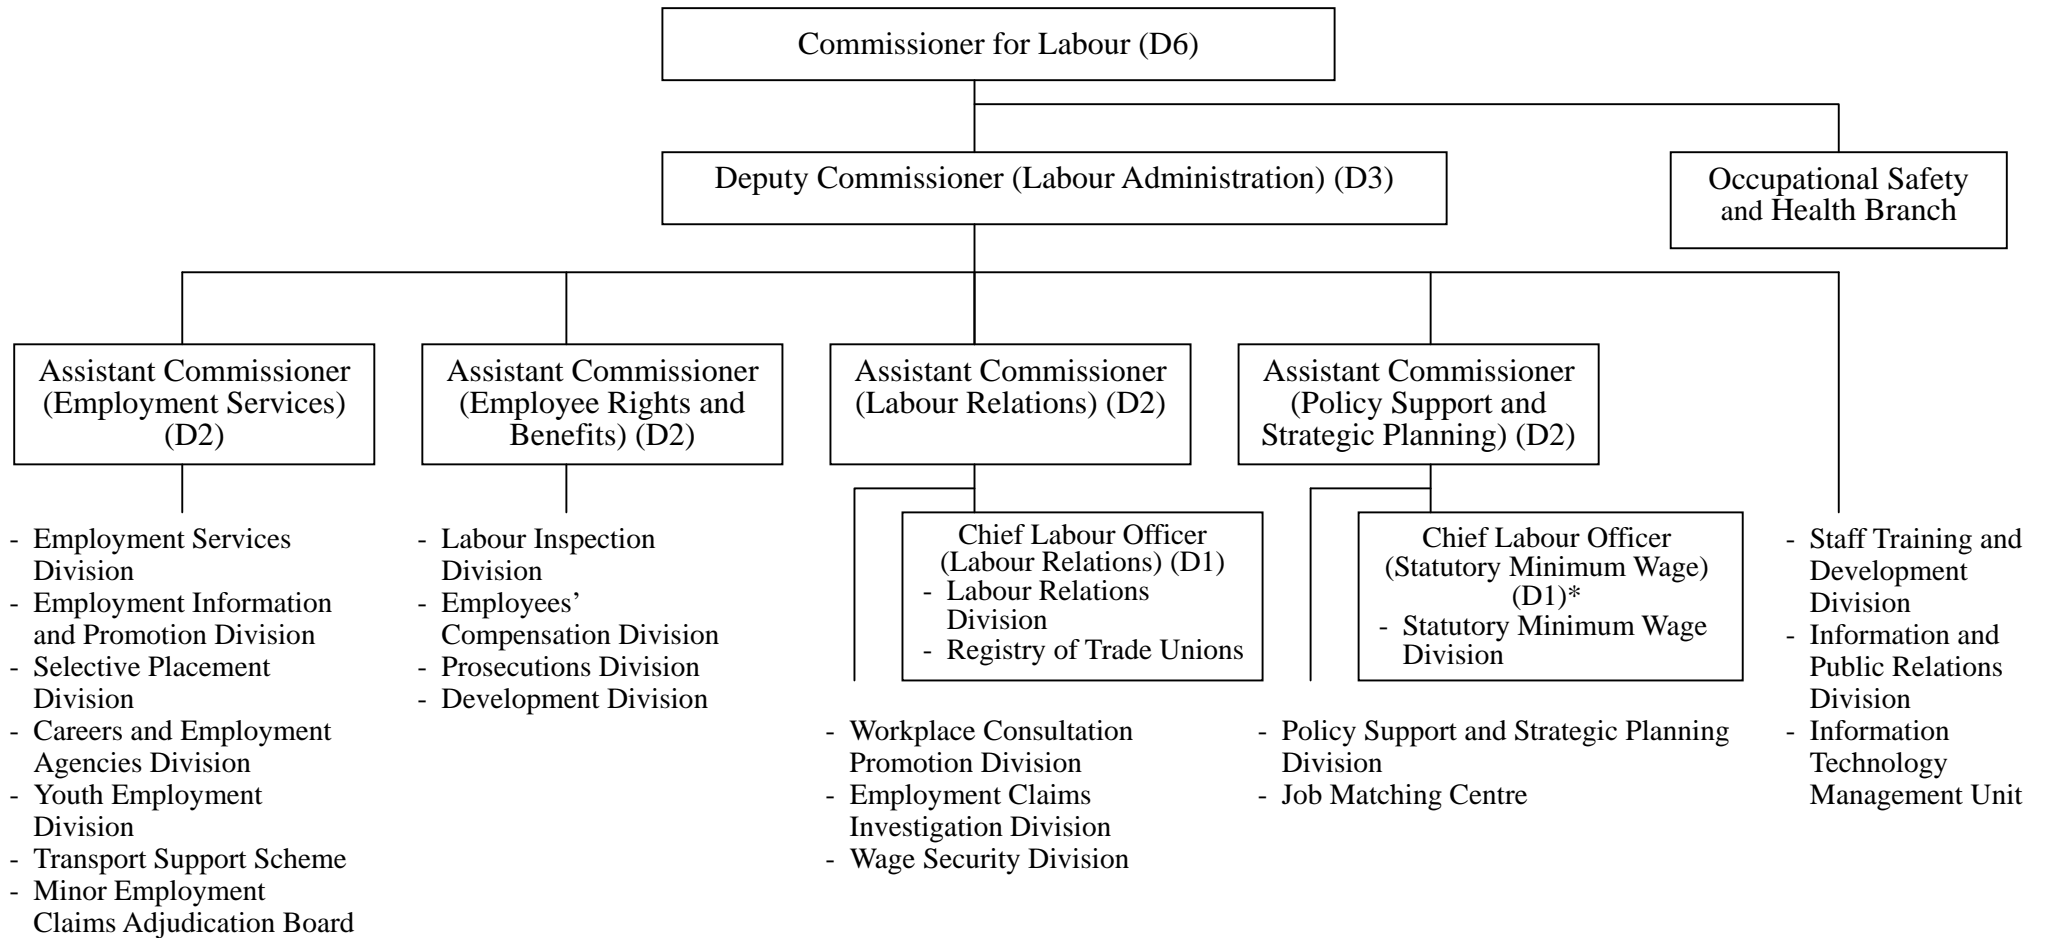 Commissioner for Labour (D6)
Deputy Commissioner (Labour Administration) (D3)
Occupational Safety
and Health Branch
Assistant Commissioner
(Employment Services)
(D2)
Assistant Commissioner
(Employee Rights and
Benefits) (D2)
Assistant Commissioner
(Labour Relations) (D2)
Assistant Commissioner
(Policy Support and
Strategic Planning) (D2)
- Employment Services
Division
- Employment Information
and Promotion Division
- Selective Placement
Division
- Careers and Employment
Agencies Division
- Youth Employment
Division
- Transport Support Scheme
- Minor Employment
Claims Adjudication Board
- Labour Inspection
Division
- Employees’
Compensation Division
- Prosecutions Division
- Development Division
Chief Labour Officer
(Labour Relations) (D1)
- Labour Relations
Division
- Registry of Trade Unions
- Workplace Consultation
Promotion Division
- Employment Claims
Investigation Division
- Wage Security Division
Chief Labour Officer
(Statutory Minimum Wage)
(D1)*
- Statutory Minimum Wage
Division
- Policy Support and Strategic Planning
Division
- Job Matching Centre
- Staff Training and
Development
Division
- Information and
Public Relations
Division
- Information
Technology
Management Unit